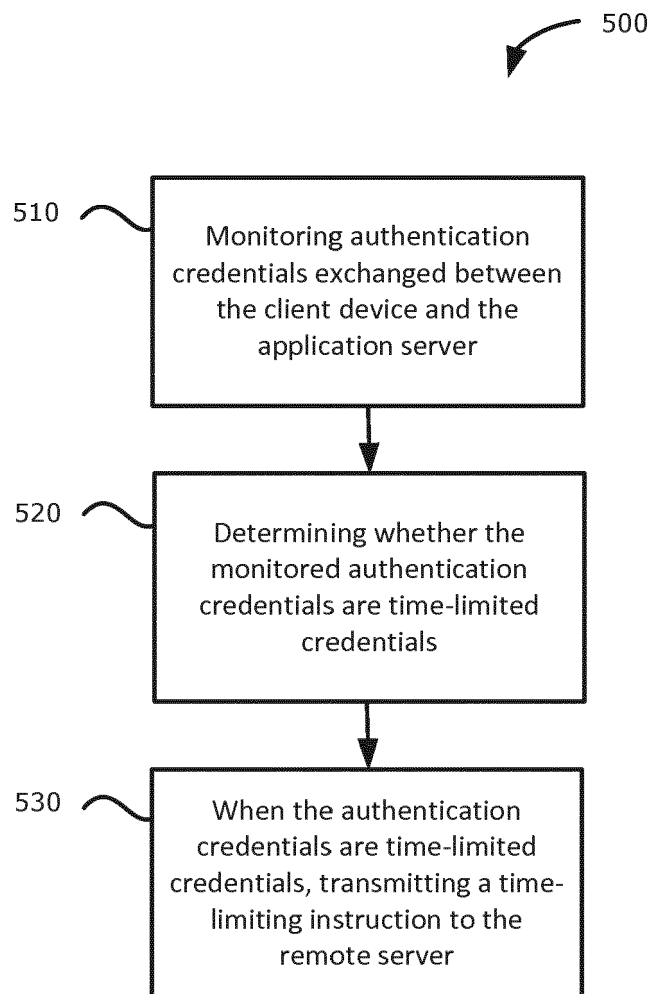 500
510
Monitoring authentication
credentials exchanged between
the client device and the
application server
520
Determining whether the
monitored authentication
credentials are time-limited
credentials
530
When the authentication
credentials are time-limited
credentials, transmitting a time-
limiting instruction to the
remote server